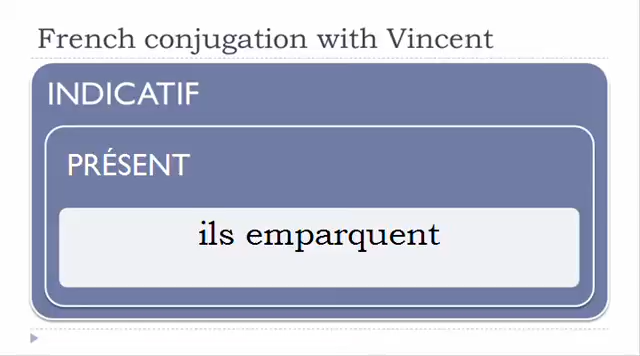 French conjugation with Vincent
INDICATIF
PRÉSENT
ils emparquent